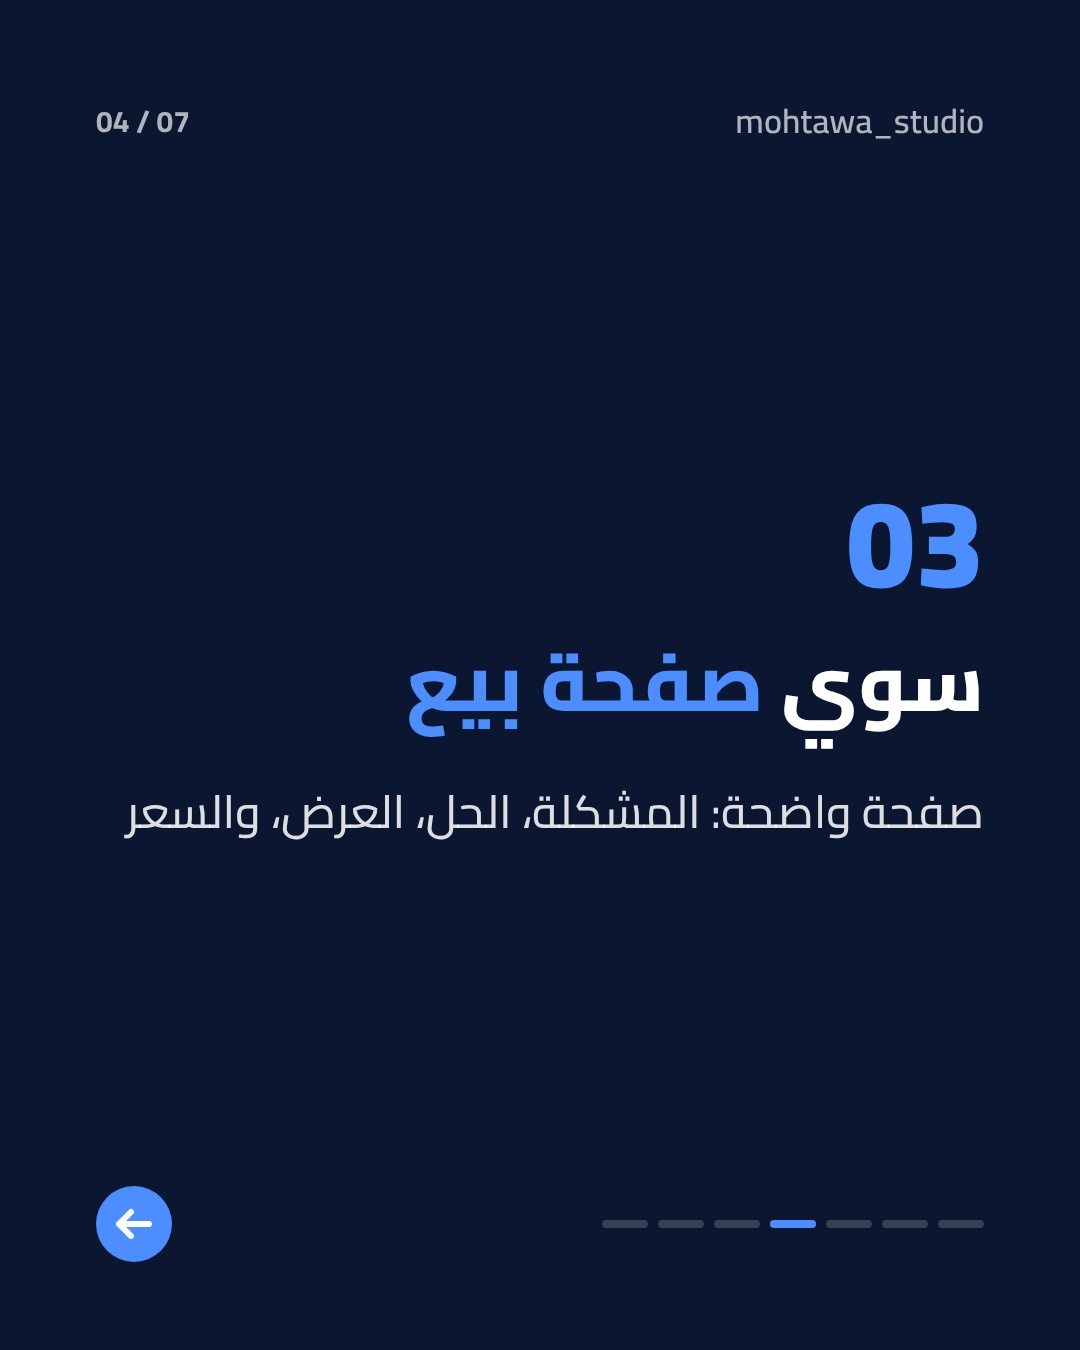 mohtawa_studio
04 / 07
03
سوي صفحة بيع
صفحة واضحة: المشكلة، الحل، العرض، والسعر